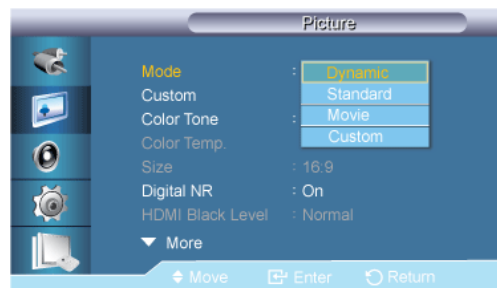 Picture
Mode : Dynamic
Custom Standard
Color Tone : Movie
Color Temp. Custom
Size : 16:9
Digital NR : On
HDMI Black Level : Normal
▼ More
Move Enter Return